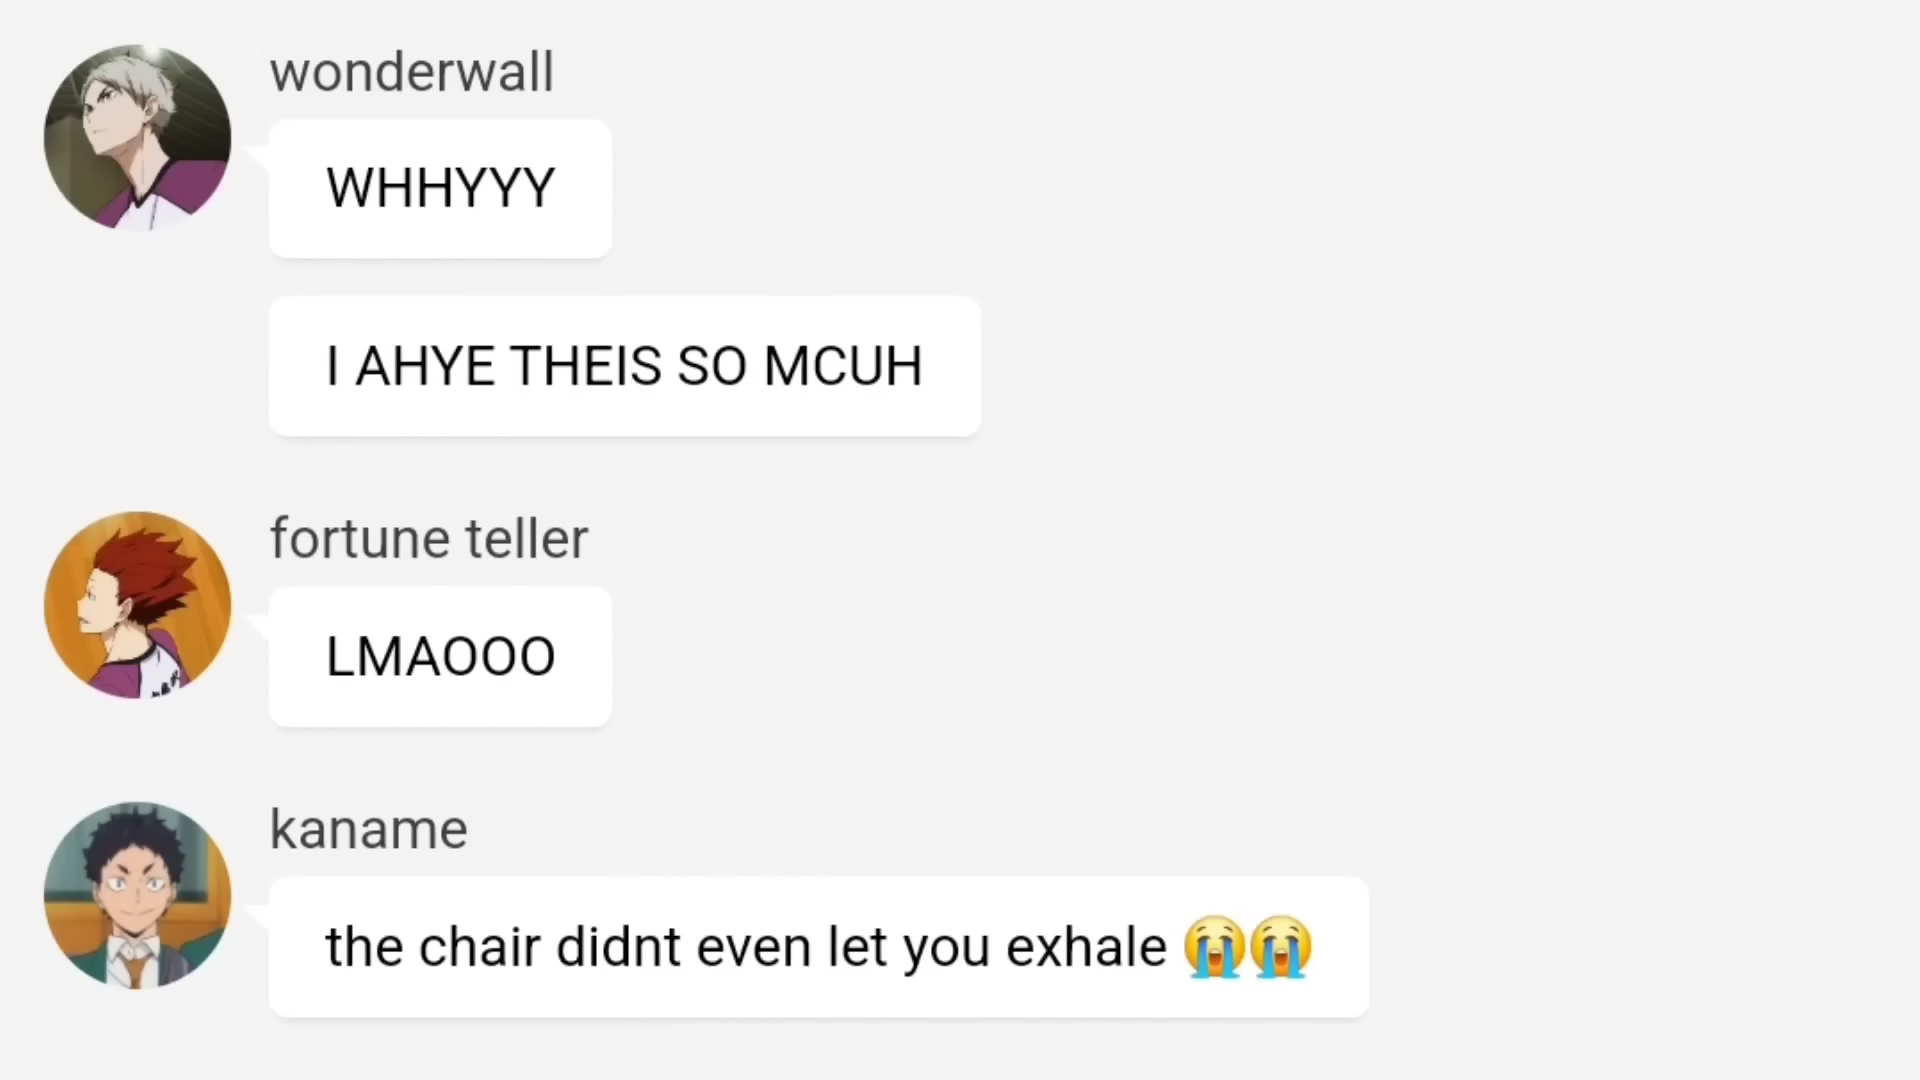 wonderwall
WHHYYY
I AHYE THEIS SO MCUH
fortune teller
LMAOOO
kaname
the chair didnt even let you exhale 😭😭